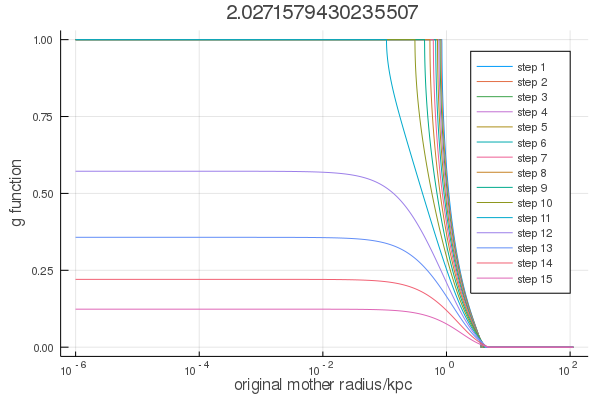 2.0271579430235507
1.00
0.75
0.50
0.25
0.00
g function
step 1
step 2
step 3
step 4
step 5
step 6
step 7
step 8
step 9
step 10
step 11
step 12
step 13
step 14
step 15
10^-6 10^-4 10^-2 10^0 10^2
original mother radius/kpc